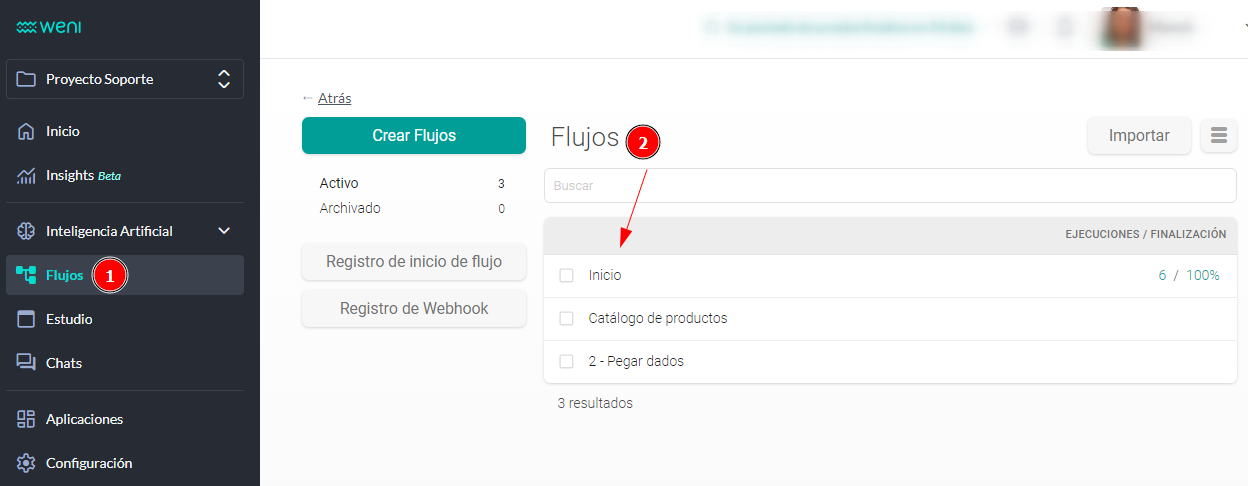 weni
Proyecto Soporte
Inicio
Insights Beta
Inteligencia Artificial
Flujos
1
Estudio
Chats
Aplicaciones
Configuración
← Atrás
Crear Flujos
Activo 3
Archivado 0
Registro de inicio de flujo
Registro de Webhook
Flujos
2
Importar
Buscar
EJECUCIONES / FINALIZACIÓN
Inicio 6 / 100%
Catálogo de productos
2 - Pegar dados
3 resultados